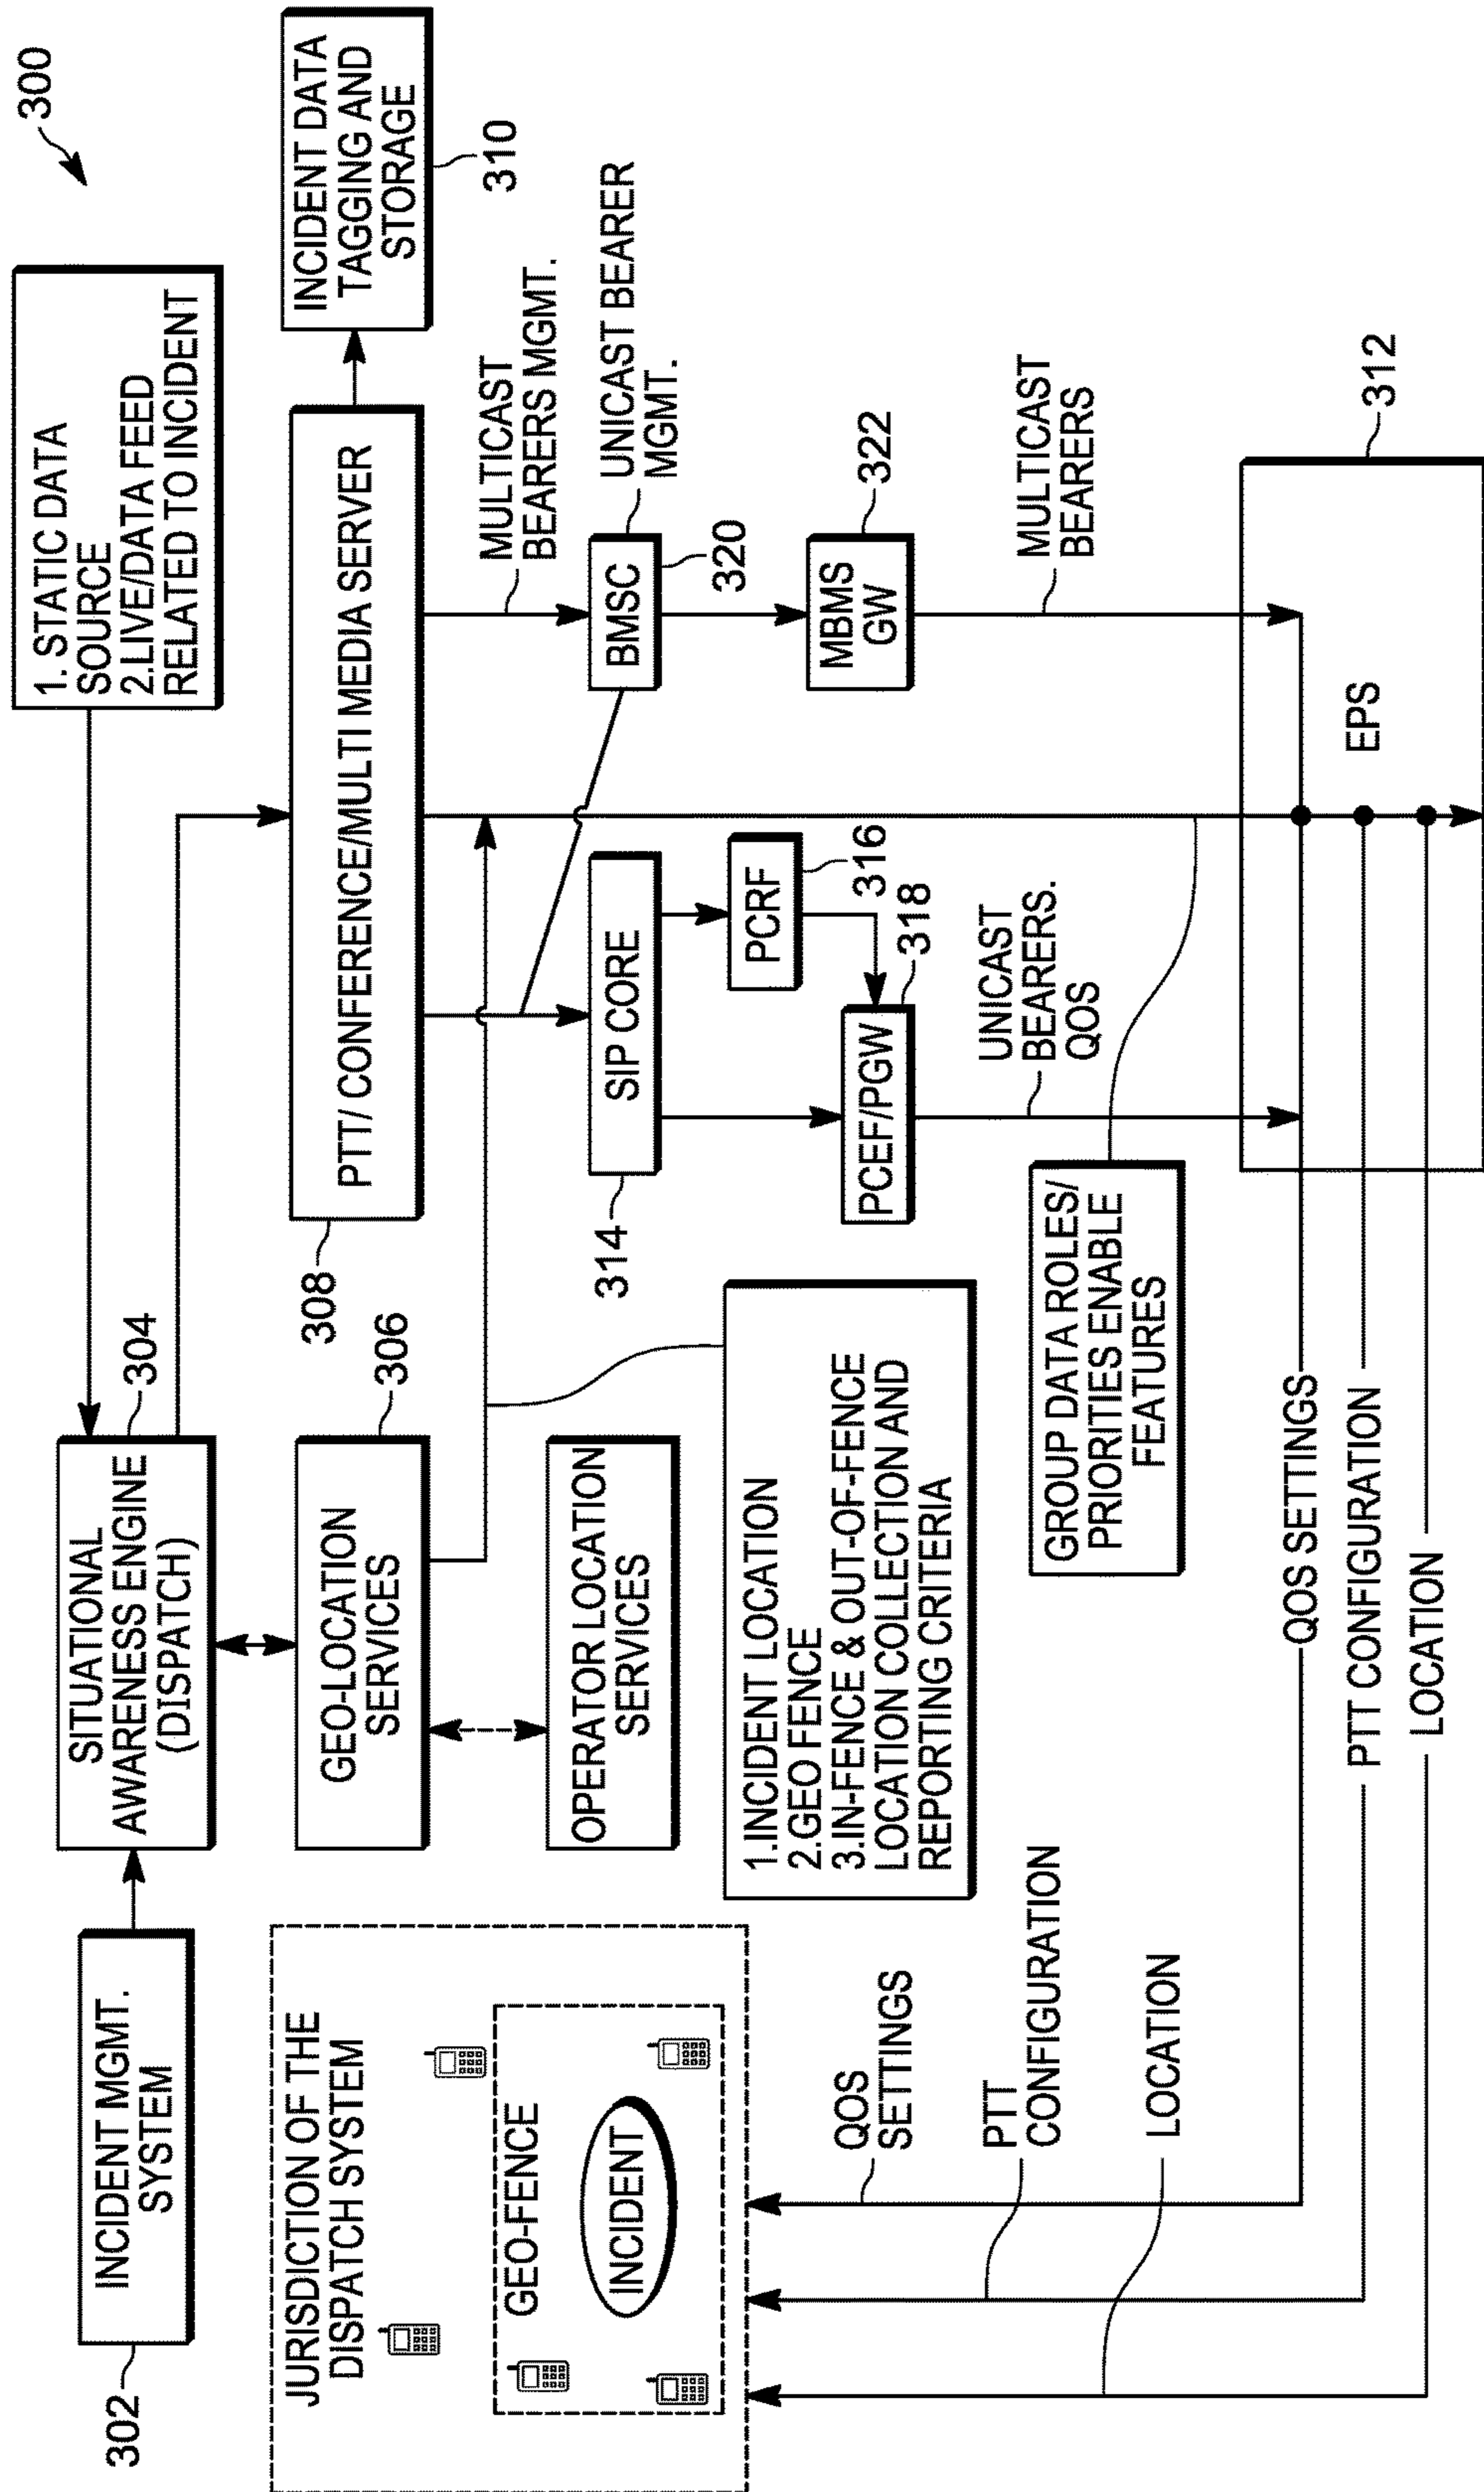 300
1. STATIC DATA
SOURCE
2.LIVE/DATA FEED
RELATED TO INCIDENT
302
INCIDENT MGMT.
SYSTEM
304
SITUATIONAL
AWARENESS ENGINE
(DISPATCH)
306
GEO-LOCATION
SERVICES
OPERATOR LOCATION
SERVICES
308
PTT/ CONFERENCE/MULTI MEDIA SERVER
INCIDENT DATA
TAGGING AND
STORAGE
310
JURISDICTION OF THE
DISPATCH SYSTEM
GEO-FENCE
INCIDENT
1.INCIDENT LOCATION
2.GEO FENCE
3.IN-FENCE & OUT-OF-FENCE
LOCATION COLLECTION AND
REPORTING CRITERIA
MULTICAST
BEARERS MGMT.
UNICAST BEARER
MGMT.
314
SIP CORE
BMSC
320
PCRF
316
PCEF/PGW
318
MBMS
GW
322
UNICAST
BEARERS.
QOS
MULTICAST
BEARERS
GROUP DATA ROLES/
PRIORITIES ENABLE
FEATURES
312
EPS
QOS
SETTINGS
PTT
CONFIGURATION
LOCATION
QOS SETTINGS
PTT CONFIGURATION
LOCATION